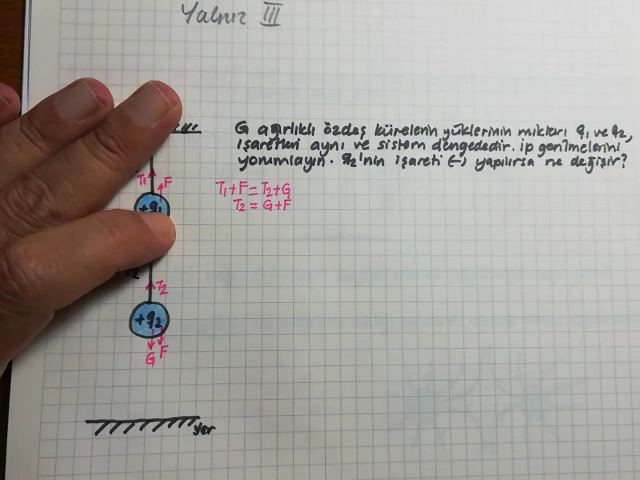 Yalnız III
G ağırlıklı özdeş kürelerin yüklerinin miktarı q1 ve q2,
işaretleri aynı ve sistem dengededir. ip gerilmelerini
yorumlayın. q2'nin işareti (-) yapılırsa ne değişir?
T1+F=T2+G
T2=G+F
T1 F
+q1
T2
+q2
G F
yer